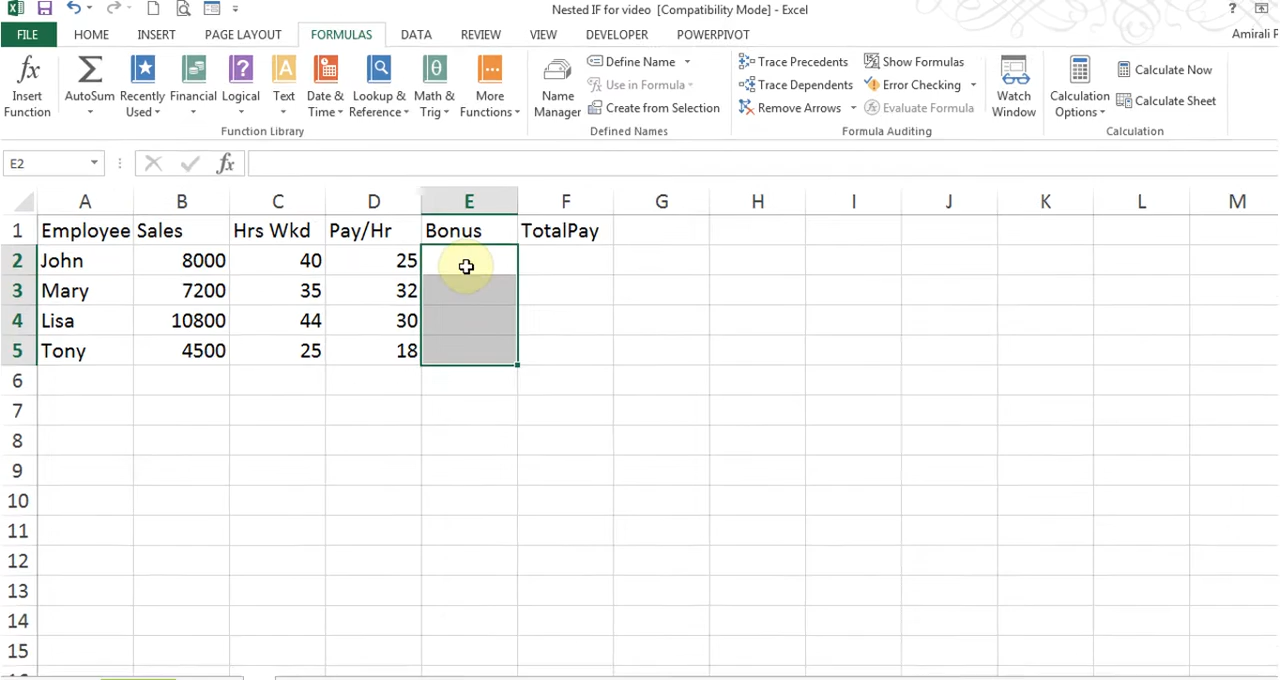 Nested IF for video [Compatibility Mode] - Excel
?
FILE HOME INSERT PAGE LAYOUT FORMULAS DATA REVIEW VIEW DEVELOPER POWERPIVOT Amirali P
fx Insert Function
Σ AutoSum
Recently Used
Financial
Logical
Text
Date & Time
Lookup & Reference
Math & Trig
More Functions
Function Library
Name Manager
Define Name
Use in Formula
Create from Selection
Defined Names
Trace Precedents
Trace Dependents
Remove Arrows
Show Formulas
Error Checking
Evaluate Formula
Formula Auditing
Watch Window
Calculation Options
Calculate Now
Calculate Sheet
Calculation
E2 fx
A B C D E F G H I J K L M
1 Employee Sales Hrs Wkd Pay/Hr Bonus TotalPay
2 John 8000 40 25
3 Mary 7200 35 32
4 Lisa 10800 44 30
5 Tony 4500 25 18
6
7
8
9
10
11
12
13
14
15